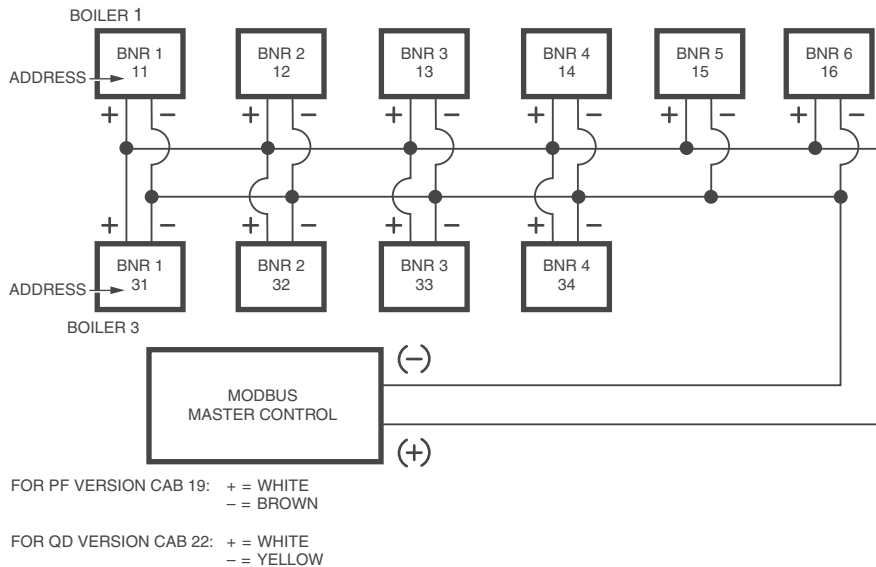 BOILER 1
ADDRESS
BNR 1
11
BNR 2
12
BNR 3
13
BNR 4
14
BNR 5
15
BNR 6
16
+ − + − + − + − + − + −
+ − + − + − + −
ADDRESS
BNR 1
31
BNR 2
32
BNR 3
33
BNR 4
34
BOILER 3
MODBUS
MASTER CONTROL
(−)
(+)
FOR PF VERSION CAB 19: + = WHITE
– = BROWN
FOR QD VERSION CAB 22: + = WHITE
– = YELLOW